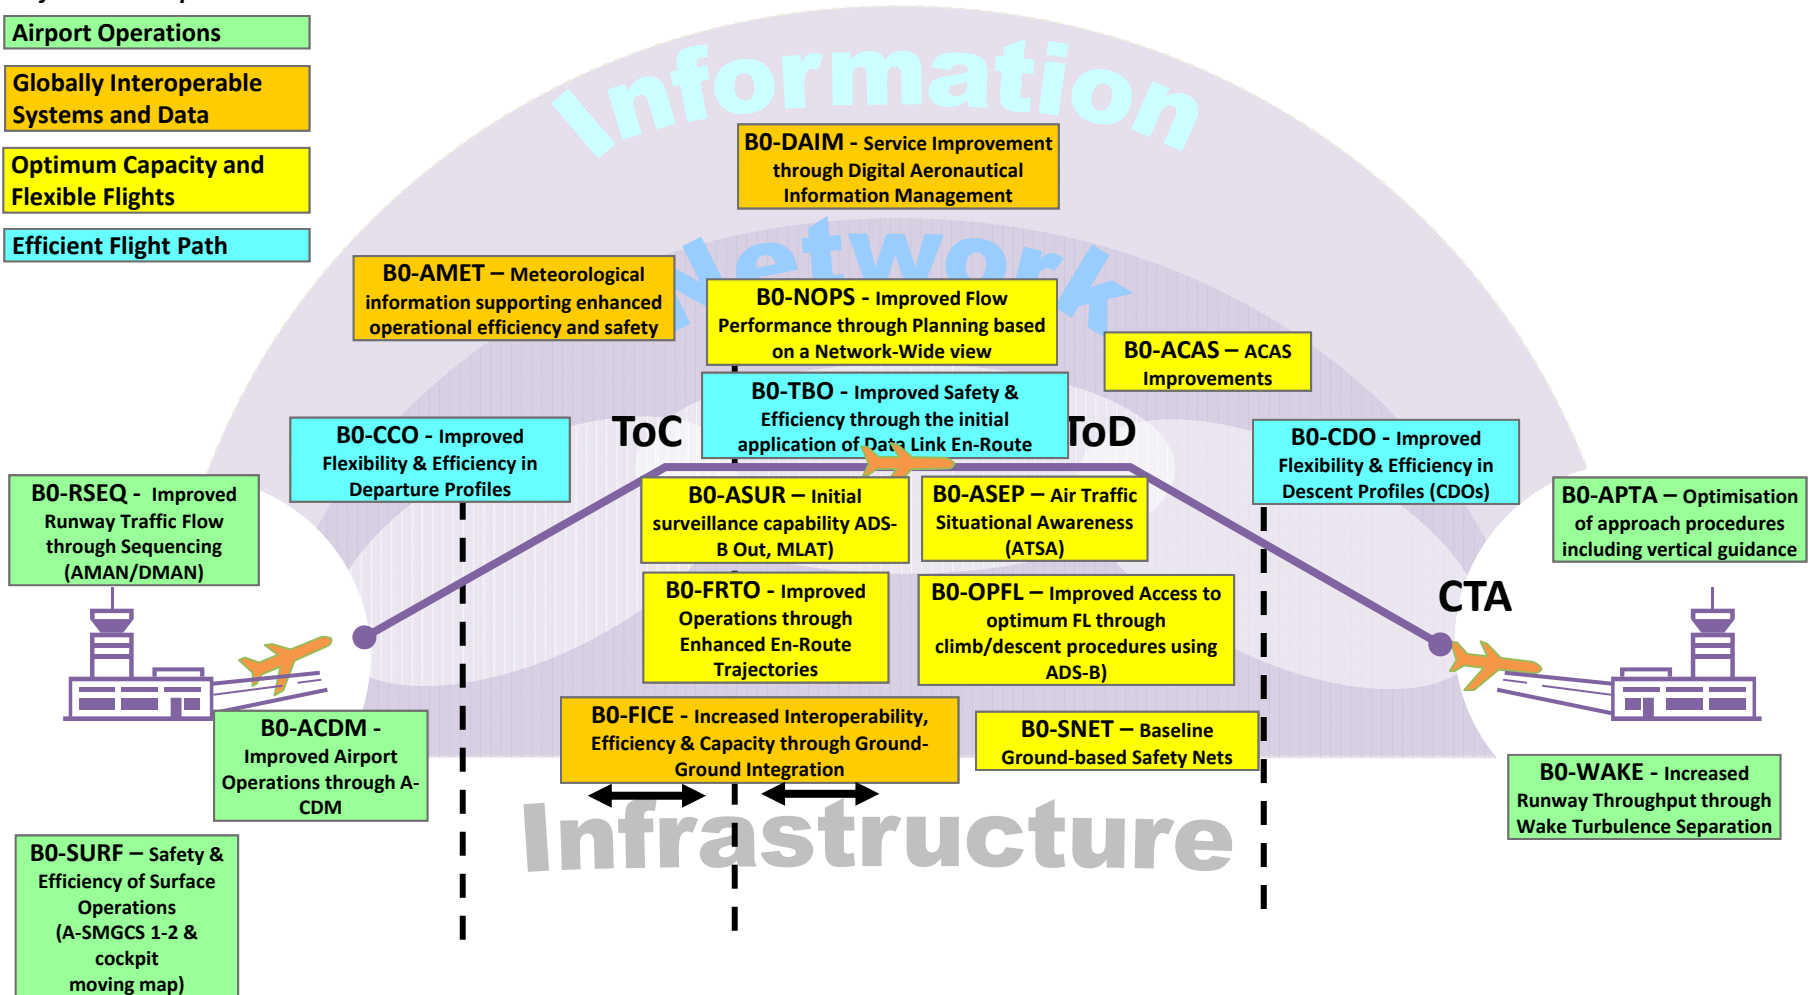 Airport Operations
Globally Interoperable
Systems and Data
Optimum Capacity and
Flexible Flights
Efficient Flight Path
Information
B0-DAIM - Service Improvement
through Digital Aeronautical
Information Management
Network
B0-AMET – Meteorological
information supporting enhanced
operational efficiency and safety
B0-NOPS - Improved Flow
Performance through Planning based
on a Network-Wide view
B0-ACAS – ACAS
Improvements
B0-TBO - Improved Safety &
Efficiency through the initial
application of Data Link En-Route
ToC
ToD
B0-CCO - Improved
Flexibility & Efficiency in
Departure Profiles
B0-CDO - Improved
Flexibility & Efficiency in
Descent Profiles (CDOs)
B0-RSEQ - Improved
Runway Traffic Flow
through Sequencing
(AMAN/DMAN)
B0-ASUR – Initial
surveillance capability ADS-
B Out, MLAT)
B0-ASEP – Air Traffic
Situational Awareness
(ATSA)
B0-APTA – Optimisation
of approach procedures
including vertical guidance
B0-FRTO - Improved
Operations through
Enhanced En-Route
Trajectories
B0-OPFL – Improved Access to
optimum FL through
climb/descent procedures using
ADS-B)
CTA
B0-ACDM -
Improved Airport
Operations through A-
CDM
B0-FICE - Increased Interoperability,
Efficiency & Capacity through Ground-
Ground Integration
B0-SNET – Baseline
Ground-based Safety Nets
B0-WAKE - Increased
Runway Throughput through
Wake Turbulence Separation
Infrastructure
B0-SURF – Safety &
Efficiency of Surface
Operations
(A-SMGCS 1-2 &
cockpit
moving map)